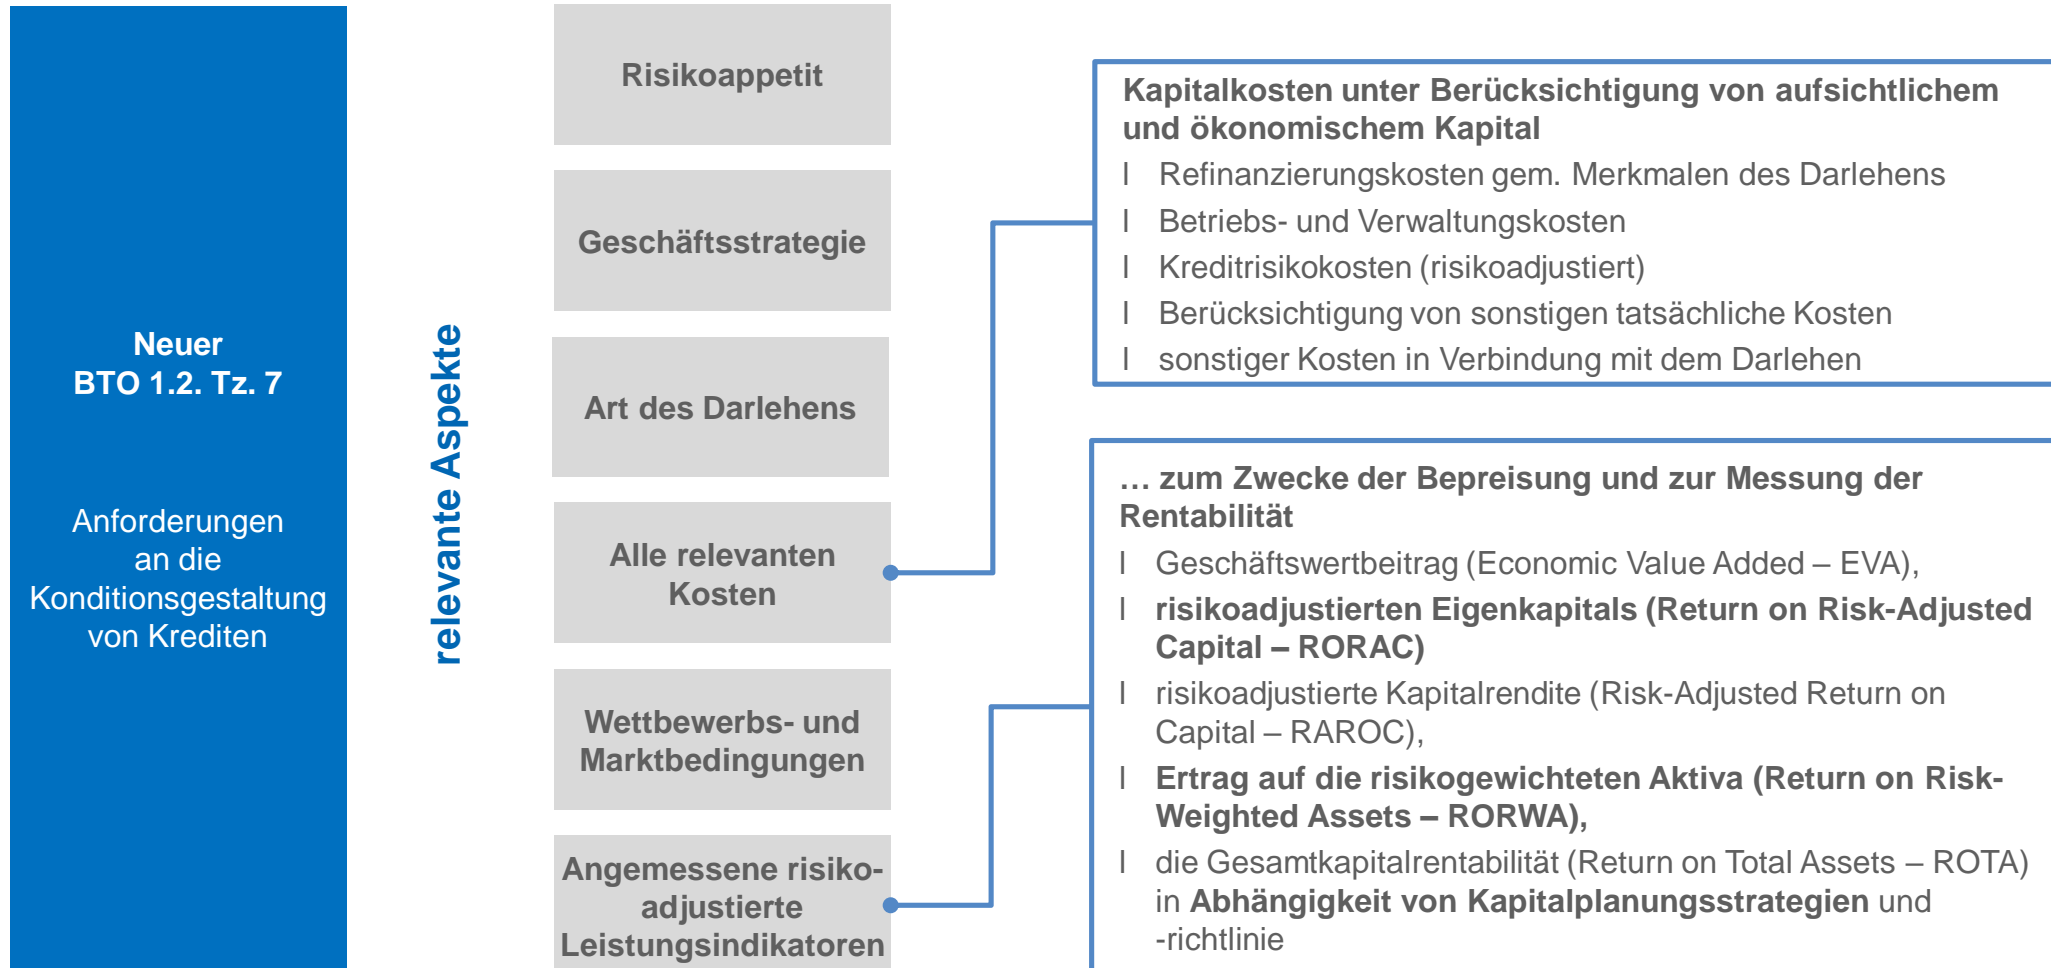 Neuer
BTO 1.2. Tz. 7
Anforderungen
an die
Konditionsgestaltung
von Krediten
relevante Aspekte
Risikoappetit
Geschäftsstrategie
Art des Darlehens
Alle relevanten
Kosten
Wettbewerbs- und
Marktbedingungen
Angemessene risiko-
adjustierte
Leistungsindikatoren
Kapitalkosten unter Berücksichtigung von aufsichtlichem
und ökonomischem Kapital
l Refinanzierungskosten gem. Merkmalen des Darlehens
l Betriebs- und Verwaltungskosten
l Kreditrisikokosten (risikoadjustiert)
l Berücksichtigung von sonstigen tatsächliche Kosten
l sonstiger Kosten in Verbindung mit dem Darlehen
… zum Zwecke der Bepreisung und zur Messung der
Rentabilität
l Geschäftswertbeitrag (Economic Value Added – EVA),
l risikoadjustierten Eigenkapitals (Return on Risk-Adjusted
Capital – RORAC)
l risikoadjustierte Kapitalrendite (Risk-Adjusted Return on
Capital – RAROC),
l Ertrag auf die risikogewichteten Aktiva (Return on Risk-
Weighted Assets – RORWA),
l die Gesamtkapitalrentabilität (Return on Total Assets – ROTA)
in Abhängigkeit von Kapitalplanungsstrategien und
-richtlinie